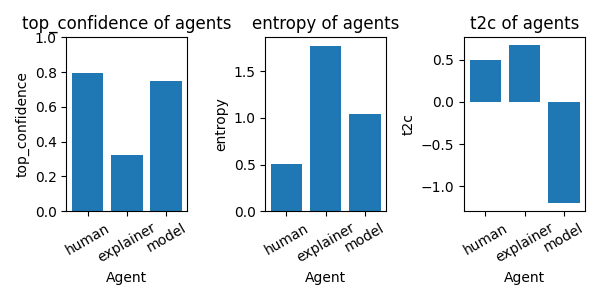 top_confidence of agents
top_confidence
1.0
0.8
0.6
0.4
0.2
0.0
human
explainer
model
Agent
entropy of agents
entropy
1.5
1.0
0.5
0.0
human
explainer
model
Agent
t2c of agents
t2c
0.5
0.0
−0.5
−1.0
human
explainer
model
Agent